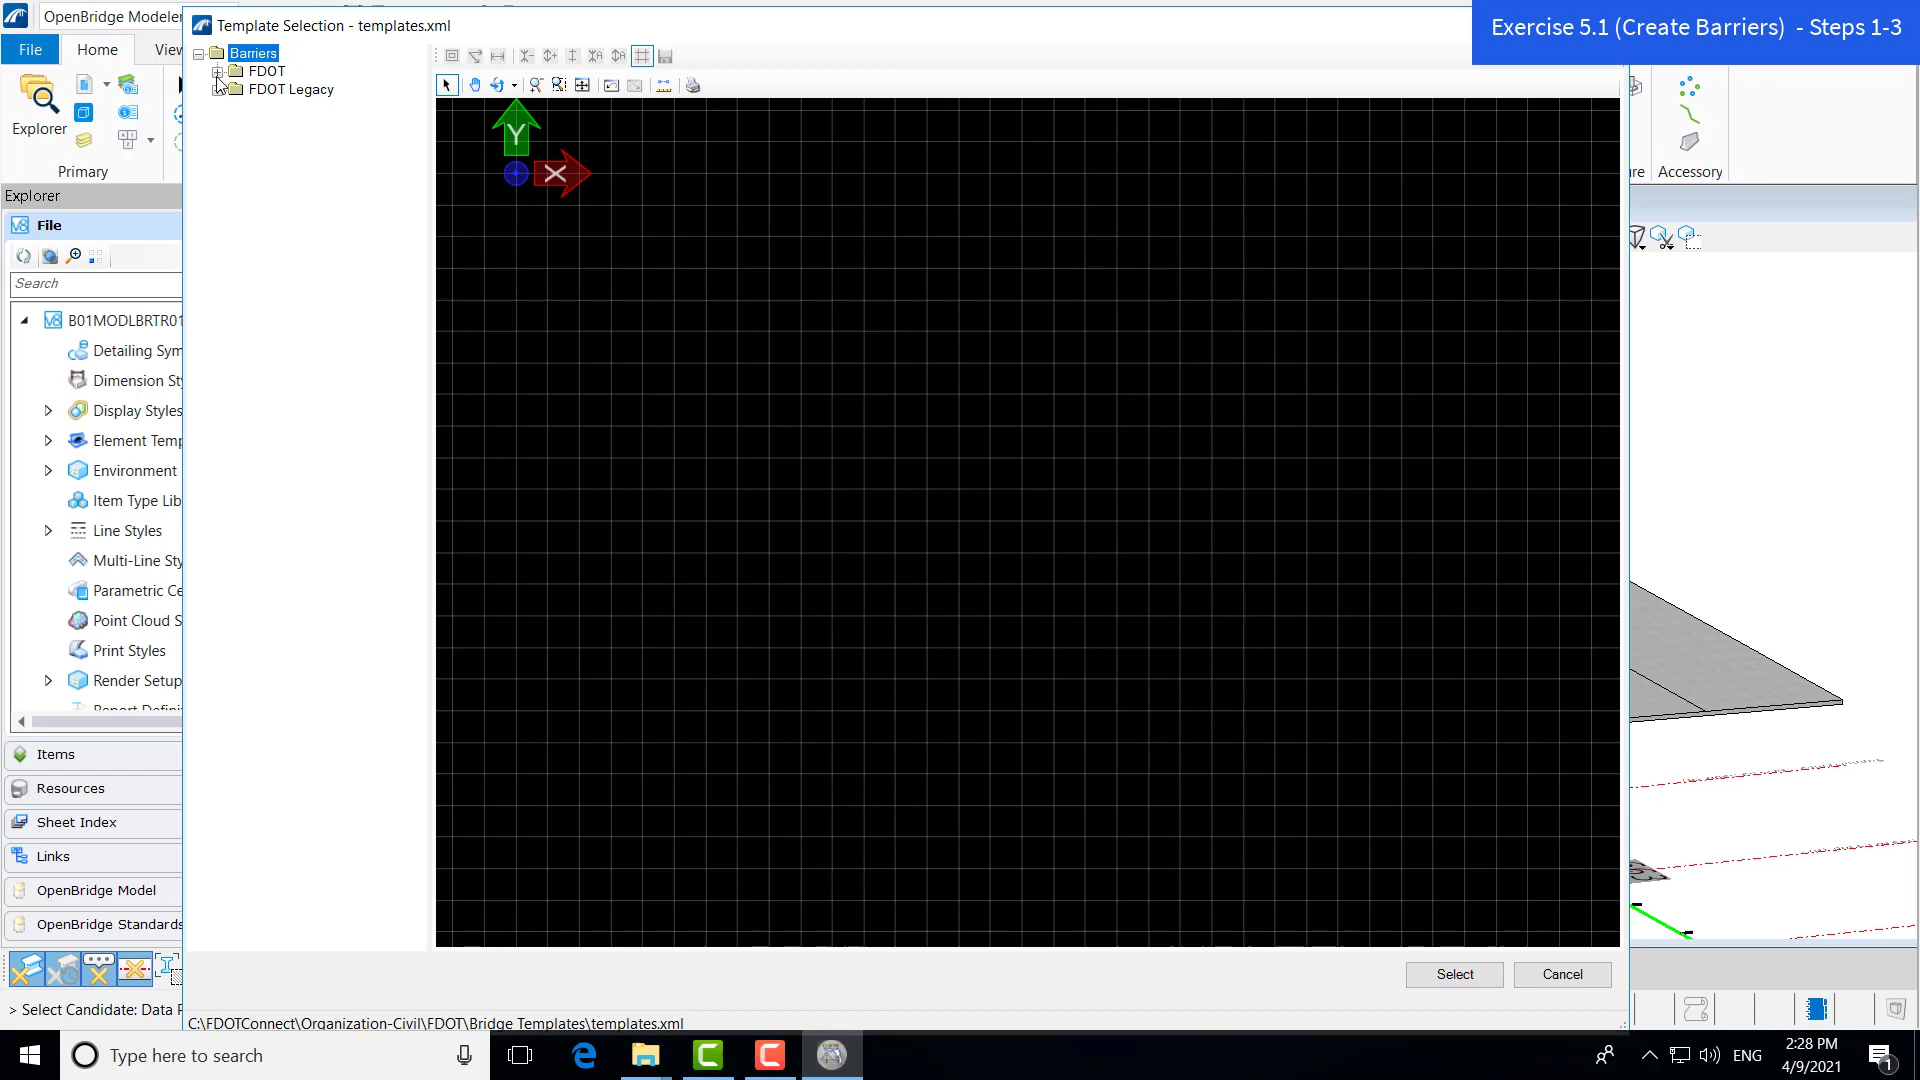 OpenBridge Modeler
Template Selection - templates.xml
Exercise 5.1 (Create Barriers) - Steps 1-3
File
Home
View
Barriers
FDOT
FDOT Legacy
Explorer
Primary
Accessory
Y
X
Explorer
File
Search
B01MODLBRTR01
Detailing Sym
Dimension Sty
Display Styles
Element Temp
Environment
Item Type Lib
Line Styles
Multi-Line Sty
Parametric Ce
Point Cloud S
Print Styles
Render Setup
Items
Resources
Sheet Index
Links
OpenBridge Model
OpenBridge Standards
Select
Cancel
> Select Candidate: Data P
C:\FDOTConnect\Organization-Civil\FDOT\Bridge Templates\templates.xml
Type here to search
ENG
2:28 PM
4/9/2021
1